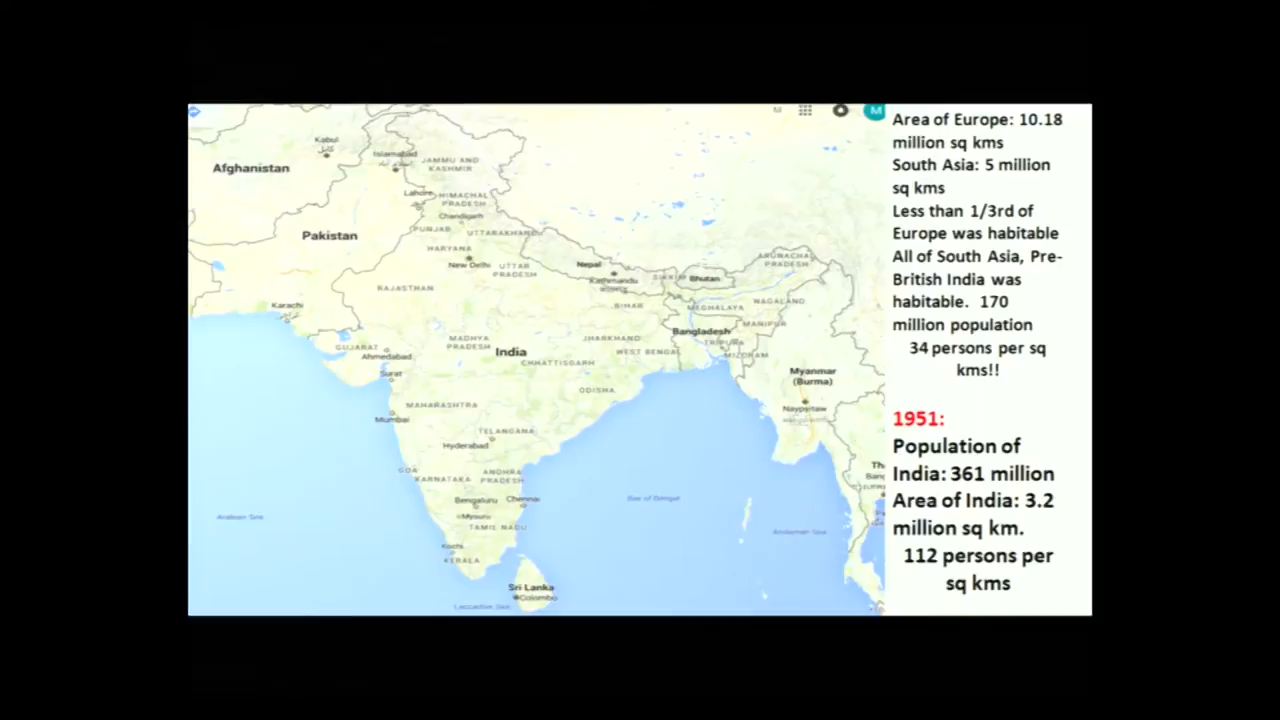 Area of Europe: 10.18
million sq kms
South Asia: 5 million
sq kms
Less than 1/3rd of
Europe was habitable
All of South Asia, Pre-
British India was
habitable. 170
million population
34 persons per sq
kms!!
1951:
Population of
India: 361 million
Area of India: 3.2
million sq km.
112 persons per
sq kms
M
M
Kabul
Afghanistan
Islamabad
JAMMU AND
KASHMIR
Lahore
HIMACHAL
PRADESH
Chandigarh
PUNJAB
UTTARAKHAND
Pakistan
HARYANA
New Delhi
UTTAR
PRADESH
Nepal
Kathmandu
SIKKIM
Bhutan
ARUNACHAL
PRADESH
RAJASTHAN
Karachi
BIHAR
MEGHALAYA
NAGALAND
MANIPUR
Bangladesh
TRIPURA
MIZORAM
GUJARAT
Ahmedabad
MADHYA
PRADESH
India
JHARKHAND
WEST BENGAL
CHHATTISGARH
Surat
ODISHA
Myanmar
(Burma)
Naypyitaw
Mumbai
MAHARASHTRA
TELANGANA
Hyderabad
GOA
KARNATAKA
ANDHRA
PRADESH
Th
Bang
Bengaluru
Chennai
Mysuru
TAMIL NADU
Bay of Bengal
Arabian Sea
Andaman Sea
Kochi
KERALA
Sri Lanka
Colombo
Laccadive Sea